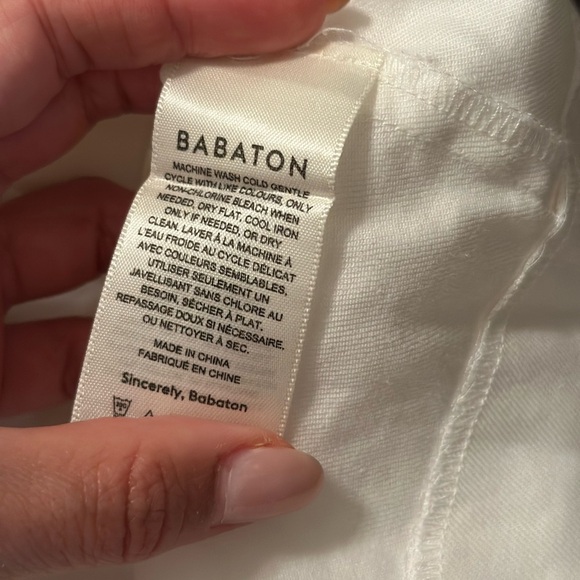 BABATON
MACHINE WASH COLD GENTLE
CYCLE WITH LIKE COLOURS, ONLY
NON-CHLORINE BLEACH WHEN
NEEDED, DRY FLAT, COOL IRON
ONLY IF NEEDED, OR DRY
CLEAN. LAVER À LA MACHINE À
L'EAU FROIDE AU CYCLE DÉLICAT
AVEC COULEURS SEMBLABLES,
UTILISER SEULEMENT UN
JAVELLISANT SANS CHLORE AU
BESOIN, SÉCHER À PLAT,
REPASSAGE DOUX SI NÉCESSAIRE,
OU NETTOYER À SEC.
MADE IN CHINA
FABRIQUÉ EN CHINE
Sincerely, Babaton